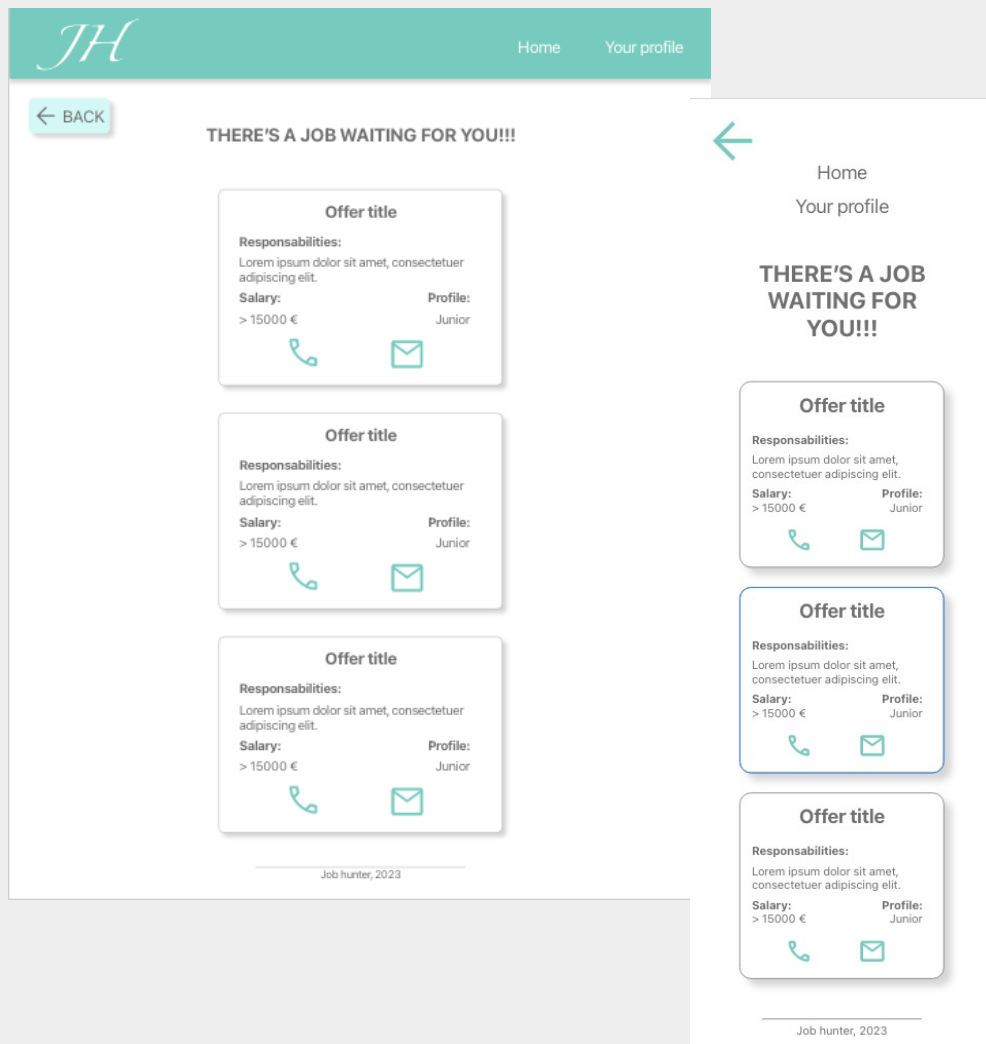 JH
Home
Your profile
BACK
THERE'S A JOB WAITING FOR YOU!!!
Offer title
Responsabilities:
Lorem ipsum dolor sit amet, consectetuer
adipiscing elit.
Salary: Profile:
> 15000 € Junior
Offer title
Responsabilities:
Lorem ipsum dolor sit amet, consectetuer
adipiscing elit.
Salary: Profile:
> 15000 € Junior
Offer title
Responsabilities:
Lorem ipsum dolor sit amet, consectetuer
adipiscing elit.
Salary: Profile:
> 15000 € Junior
Job hunter, 2023
Home
Your profile
THERE'S A JOB
WAITING FOR
YOU!!!
Offer title
Responsabilities:
Lorem ipsum dolor sit amet,
consectetuer adipiscing elit.
Salary: Profile:
> 15000 € Junior
Offer title
Responsabilities:
Lorem ipsum dolor sit amet,
consectetuer adipiscing elit.
Salary: Profile:
> 15000 € Junior
Offer title
Responsabilities:
Lorem ipsum dolor sit amet,
consectetuer adipiscing elit.
Salary: Profile:
> 15000 € Junior
Job hunter, 2023